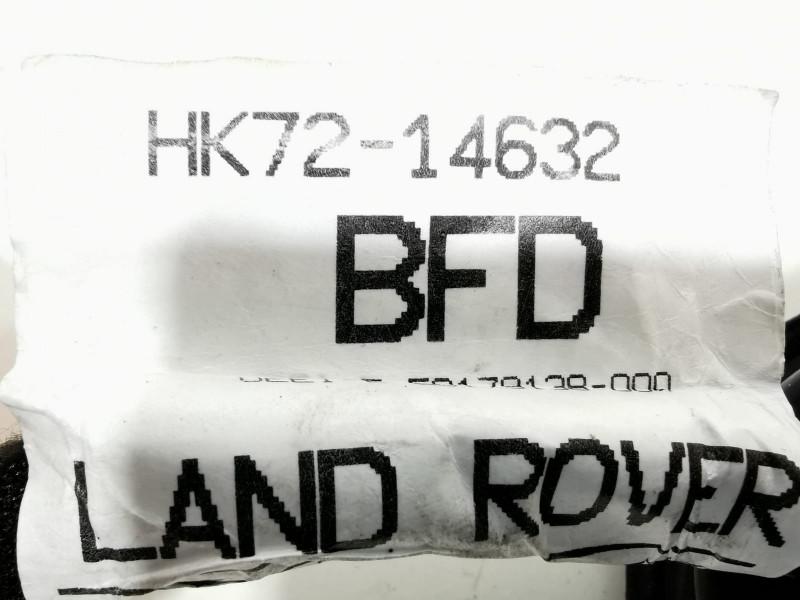 HK72-14632
BFD
LAND ROVER